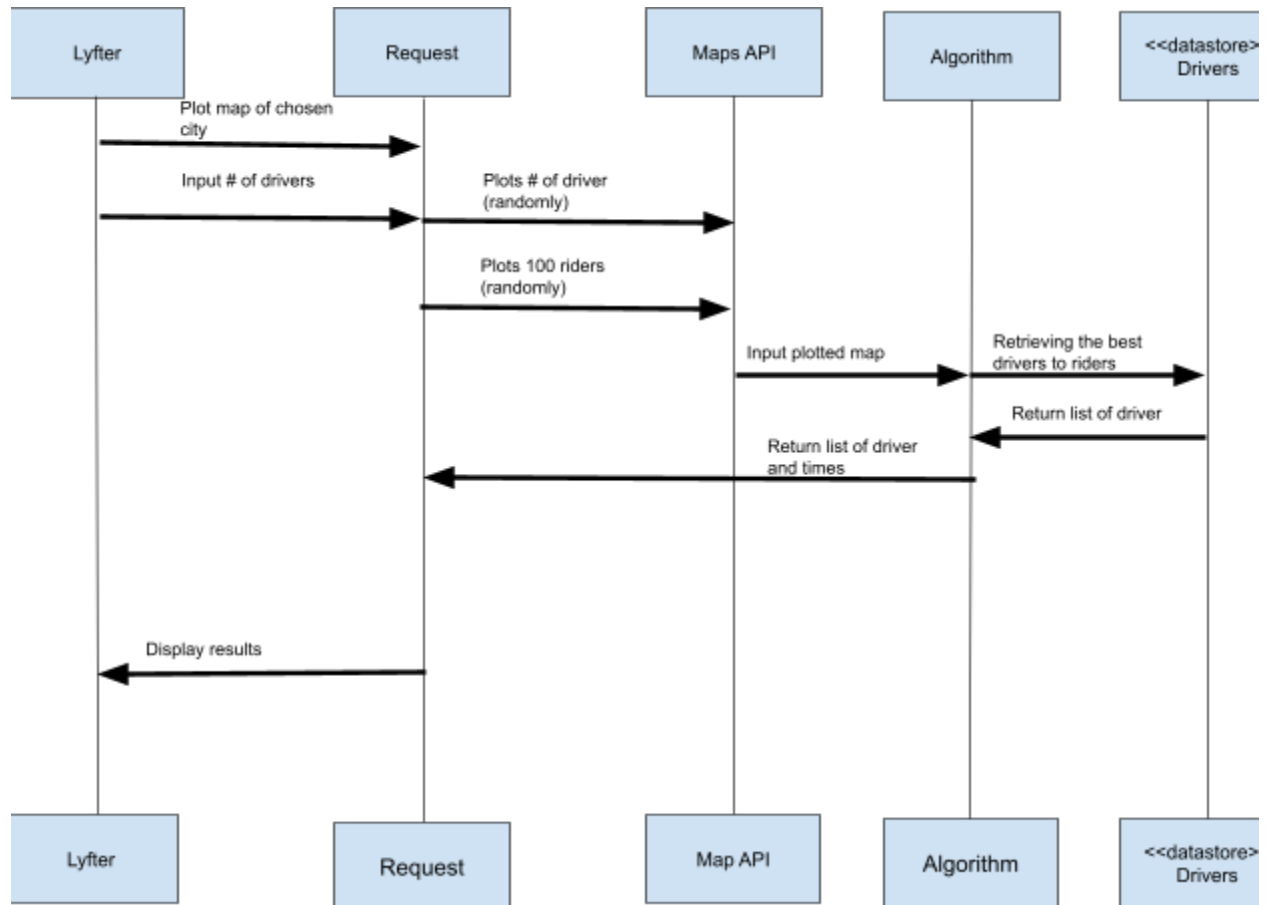 Lyfter
Request
Maps API
Algorithm
<<datastore>
Drivers
Plot map of chosen
city
Input # of drivers
Plots # of driver
(randomly)
Plots 100 riders
(randomly)
Input plotted map
Retrieving the best
drivers to riders
Return list of driver
Return list of driver
and times
Display results
Lyfter
Request
Map API
Algorithm
<<datastore>
Drivers